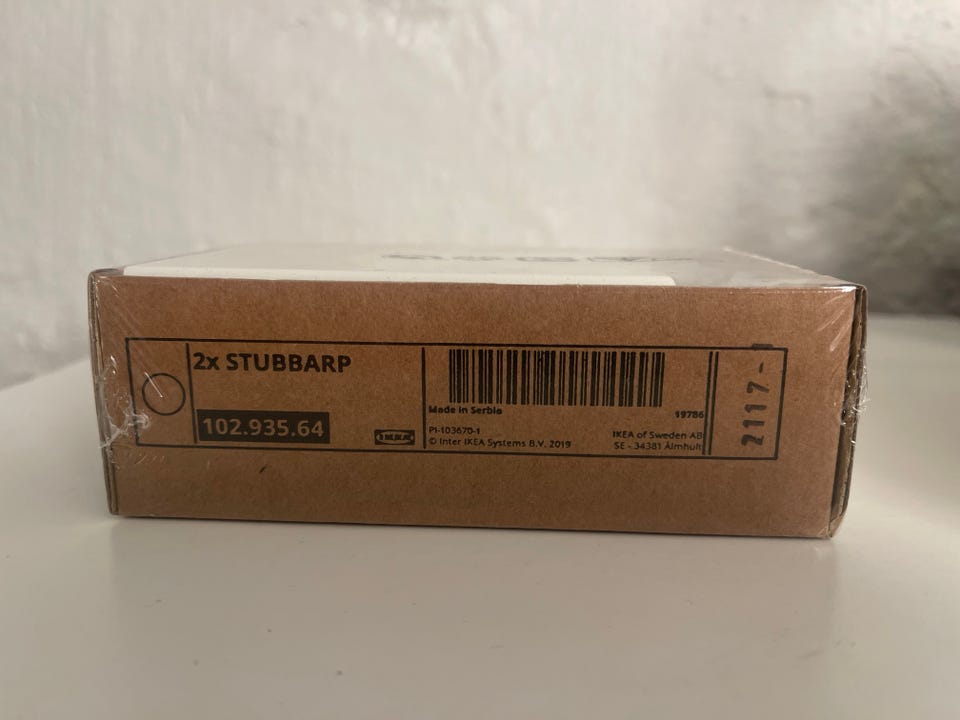 2x STUBBARP
102.935.64
IKEA
Made in Serbia
19786
PI-103670-1
© Inter IKEA Systems B.V. 2019
IKEA of Sweden AB
SE - 34381 Älmhult
2117-